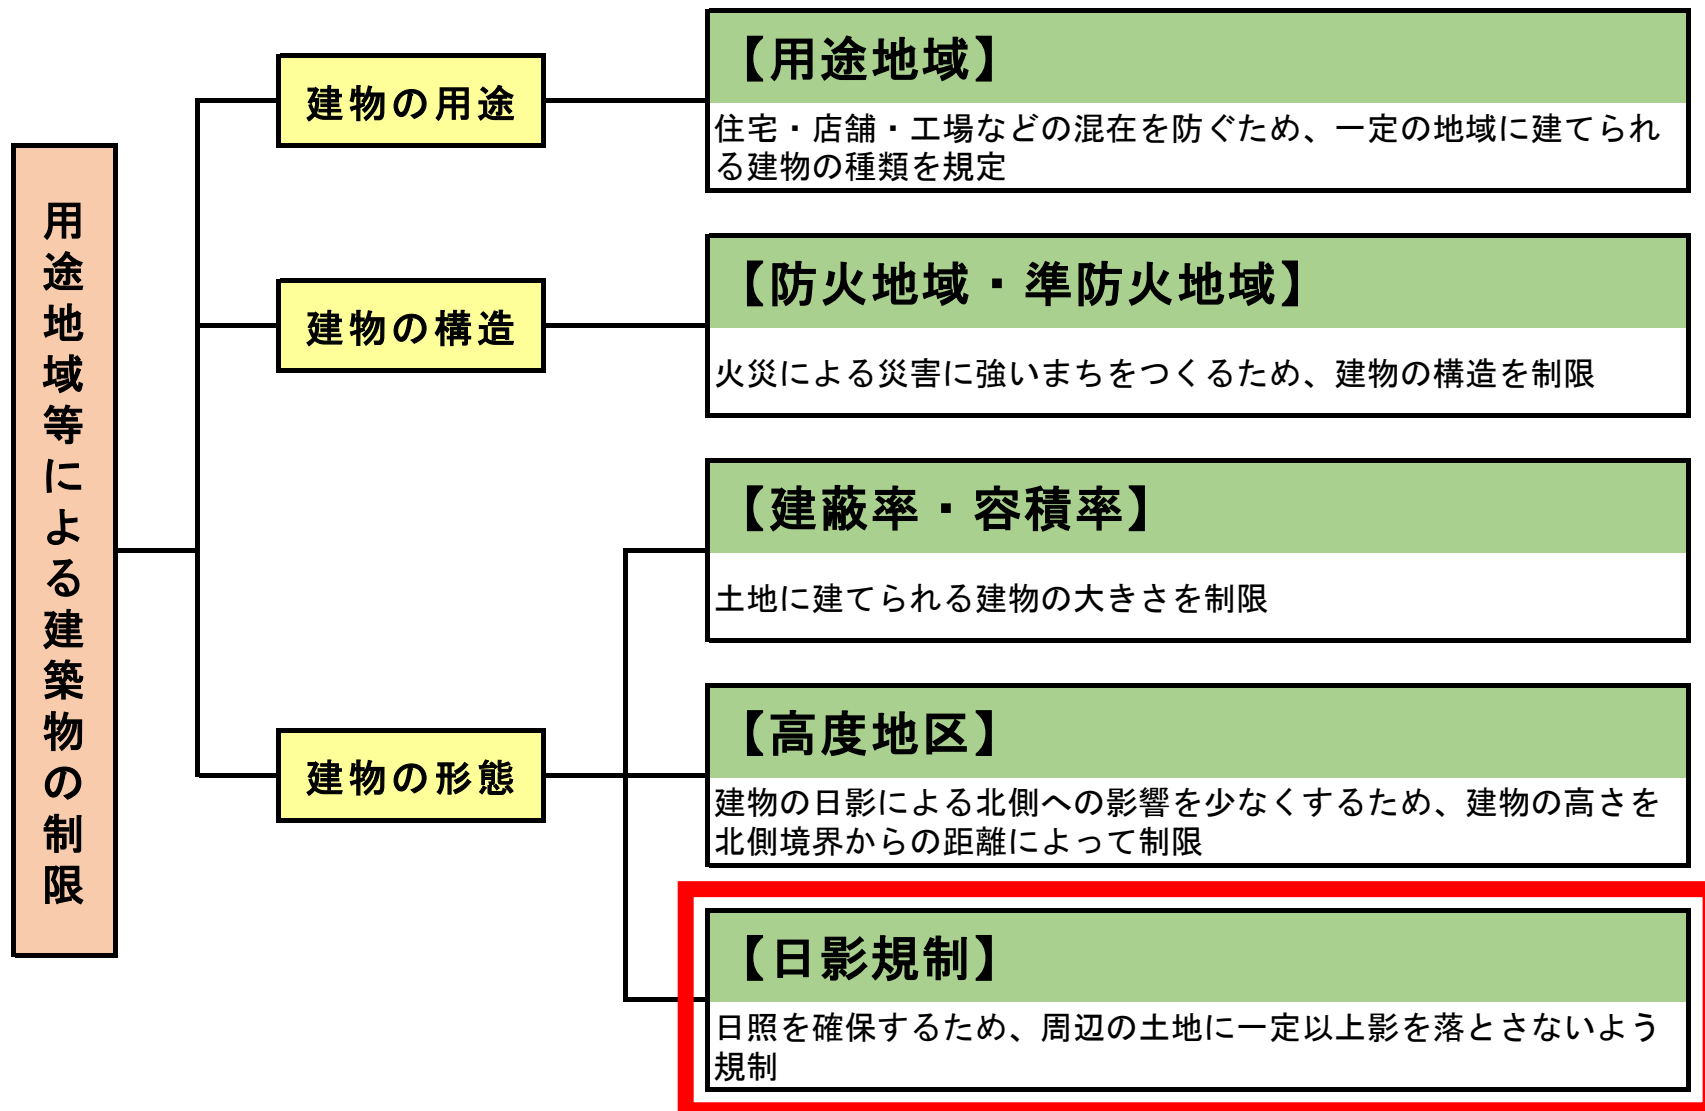 用途地域等による建築物の制限
建物の用途
【用途地域】
住宅・店舗・工場などの混在を防ぐため、一定の地域に建てられ
る建物の種類を規定
建物の構造
【防火地域・準防火地域】
火災による災害に強いまちをつくるため、建物の構造を制限
建物の形態
【建蔽率・容積率】
土地に建てられる建物の大きさを制限
【高度地区】
建物の日影による北側への影響を少なくするため、建物の高さを
北側境界からの距離によって制限
【日影規制】
日照を確保するため、周辺の土地に一定以上影を落とさないよう
規制